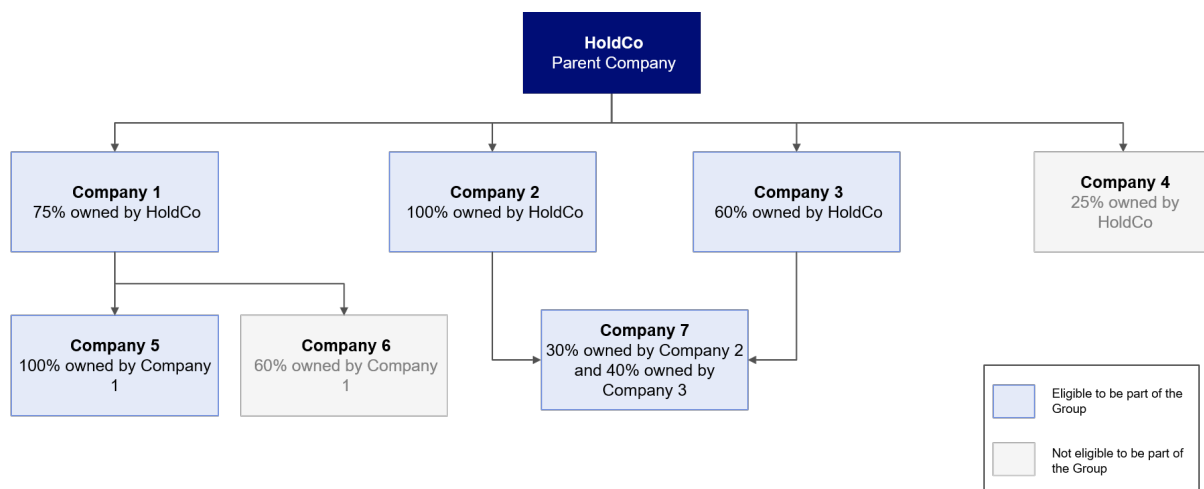 HoldCo
Parent Company
Company 1
75% owned by HoldCo
Company 2
100% owned by HoldCo
Company 3
60% owned by HoldCo
Company 4
25% owned by
HoldCo
Company 5
100% owned by Company
1
Company 6
60% owned by Company
1
Company 7
30% owned by Company 2
and 40% owned by
Company 3
Eligible to be part of the
Group
Not eligible to be part of
the Group